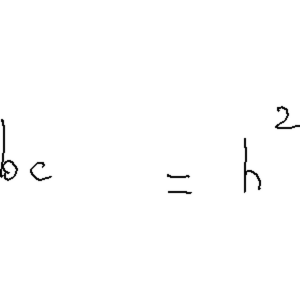 bc = h²